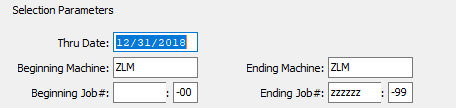 Selection Parameters
Thru Date: 12/31/2018
Beginning Machine: ZLM Ending Machine: ZLM
Beginning Job#: : -00 Ending Job#: zzzzzz : -99